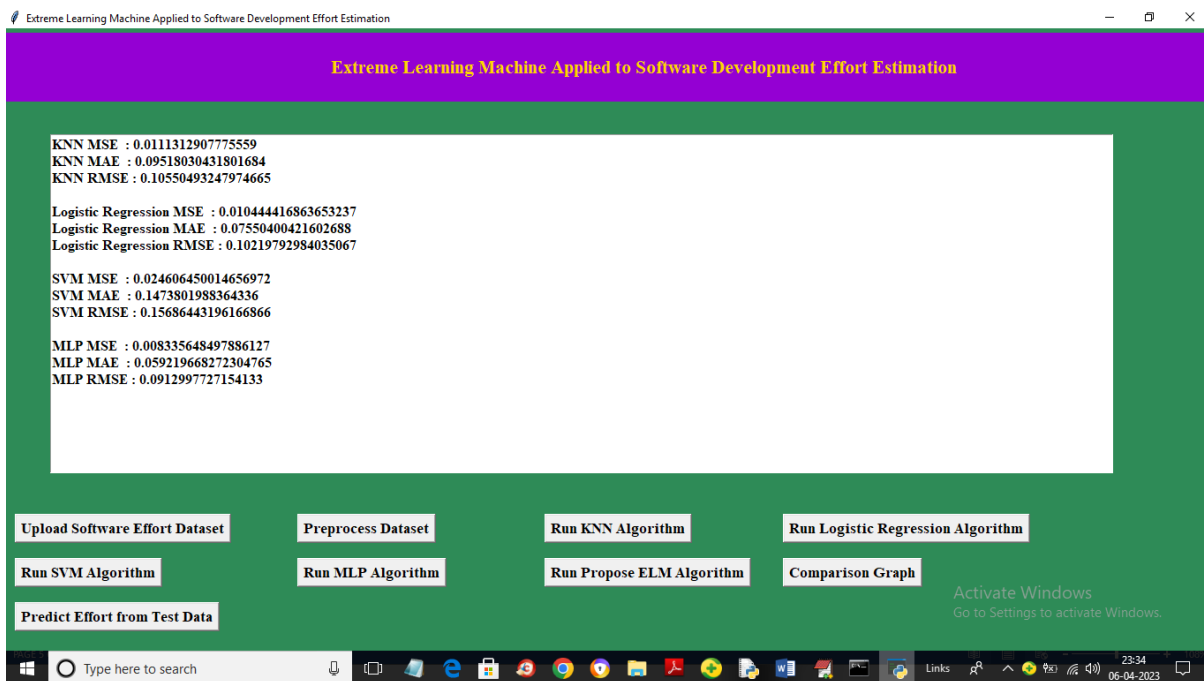 Extreme Learning Machine Applied to Software Development Effort Estimation
Extreme Learning Machine Applied to Software Development Effort Estimation
KNN MSE : 0.0111312907775559
KNN MAE : 0.09518030431801684
KNN RMSE : 0.10550493247974665
Logistic Regression MSE : 0.010444416863653237
Logistic Regression MAE : 0.07550400421602688
Logistic Regression RMSE : 0.10219792984035067
SVM MSE : 0.024606450014656972
SVM MAE : 0.1473801988364336
SVM RMSE : 0.15686443196166866
MLP MSE : 0.008335648497886127
MLP MAE : 0.059219668272304765
MLP RMSE : 0.0912997727154133
Upload Software Effort Dataset Preprocess Dataset Run KNN Algorithm Run Logistic Regression Algorithm
Run SVM Algorithm Run MLP Algorithm Run Propose ELM Algorithm Comparison Graph
Predict Effort from Test Data
Activate Windows
Go to Settings to activate Windows.
Type here to search
Links
23:34
06-04-2023